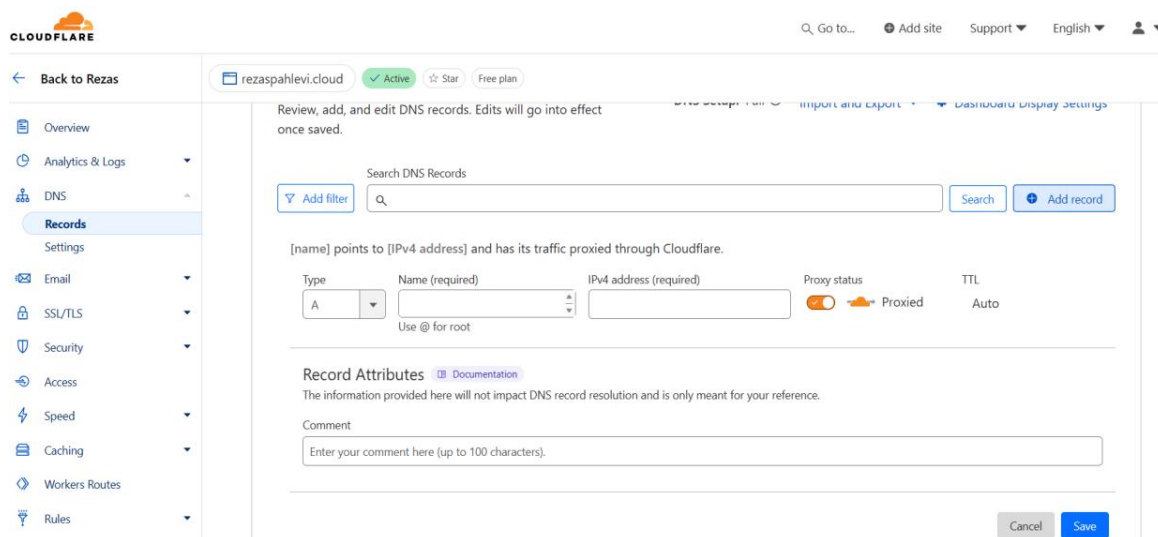 CLOUDFLARE
Go to... Add site Support English
Back to Rezas
rezaspahlevi.cloud Active Star Free plan
Overview
Analytics & Logs
DNS
Records
Settings
Email
SSL/TLS
Security
Access
Speed
Caching
Workers Routes
Rules
Review, add, and edit DNS records. Edits will go into effect
once saved.
DNS Setup: Full Import and Export Dashboard Display Settings
Search DNS Records
Add filter Search Add record
[name] points to [IPv4 address] and has its traffic proxied through Cloudflare.
Type Name (required) IPv4 address (required) Proxy status TTL
A Proxied Auto
Use @ for root
Record Attributes Documentation
The information provided here will not impact DNS record resolution and is only meant for your reference.
Comment
Enter your comment here (up to 100 characters).
Cancel Save